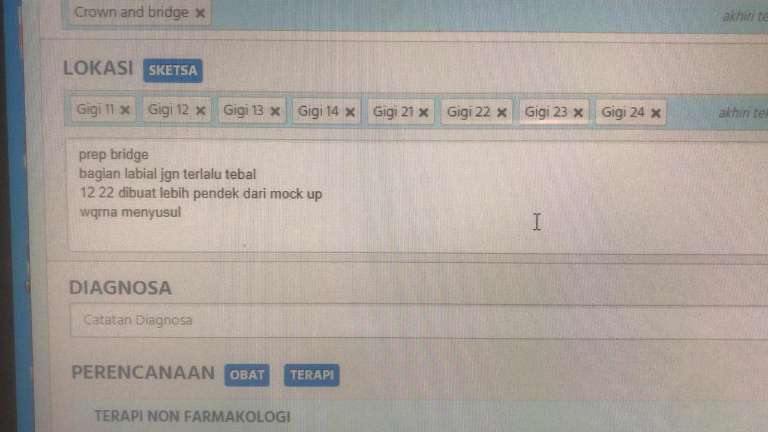 Crown and bridge ×
akhiri te
LOKASI SKETSA
Gigi 11 × Gigi 12 × Gigi 13 × Gigi 14 × Gigi 21 × Gigi 22 × Gigi 23 × Gigi 24 × akhiri tek
prep bridge
bagian labial jgn terlalu tebal
12 22 dibuat lebih pendek dari mock up
wqrna menyusul
DIAGNOSA
Catatan Diagnosa
PERENCANAAN OBAT TERAPI
TERAPI NON FARMAKOLOGI